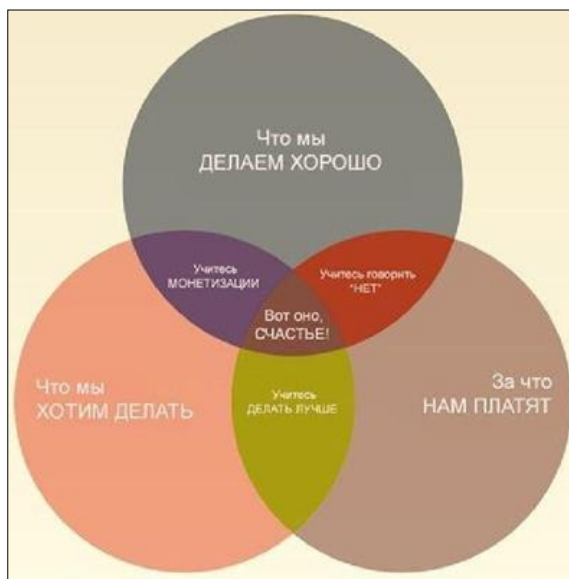 Что мы
ДЕЛАЕМ ХОРОШО
Учитесь
МОНЕТИЗАЦИИ
Учитесь говорить
"НЕТ"
Вот оно,
СЧАСТЬЕ!
Что мы
ХОТИМ ДЕЛАТЬ
Учитесь
ДЕЛАТЬ ЛУЧШЕ
За что
НАМ ПЛАТЯТ